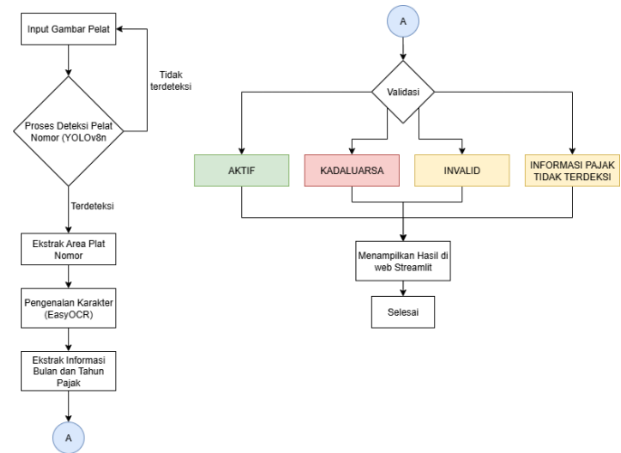 Input Gambar Pelat
Tidak
terdeteksi
Proses Deteksi Pelat
Nomor (YOLOv8n
Terdeteksi
Ekstrak Area Plat
Nomor
Pengenalan Karakter
(EasyOCR)
Ekstrak Informasi
Bulan dan Tahun
Pajak
A
A
Validasi
AKTIF
KADALUARSA
INVALID
INFORMASI PAJAK
TIDAK TERDEKSI
Menampilkan Hasil di
web Streamlit
Selesai